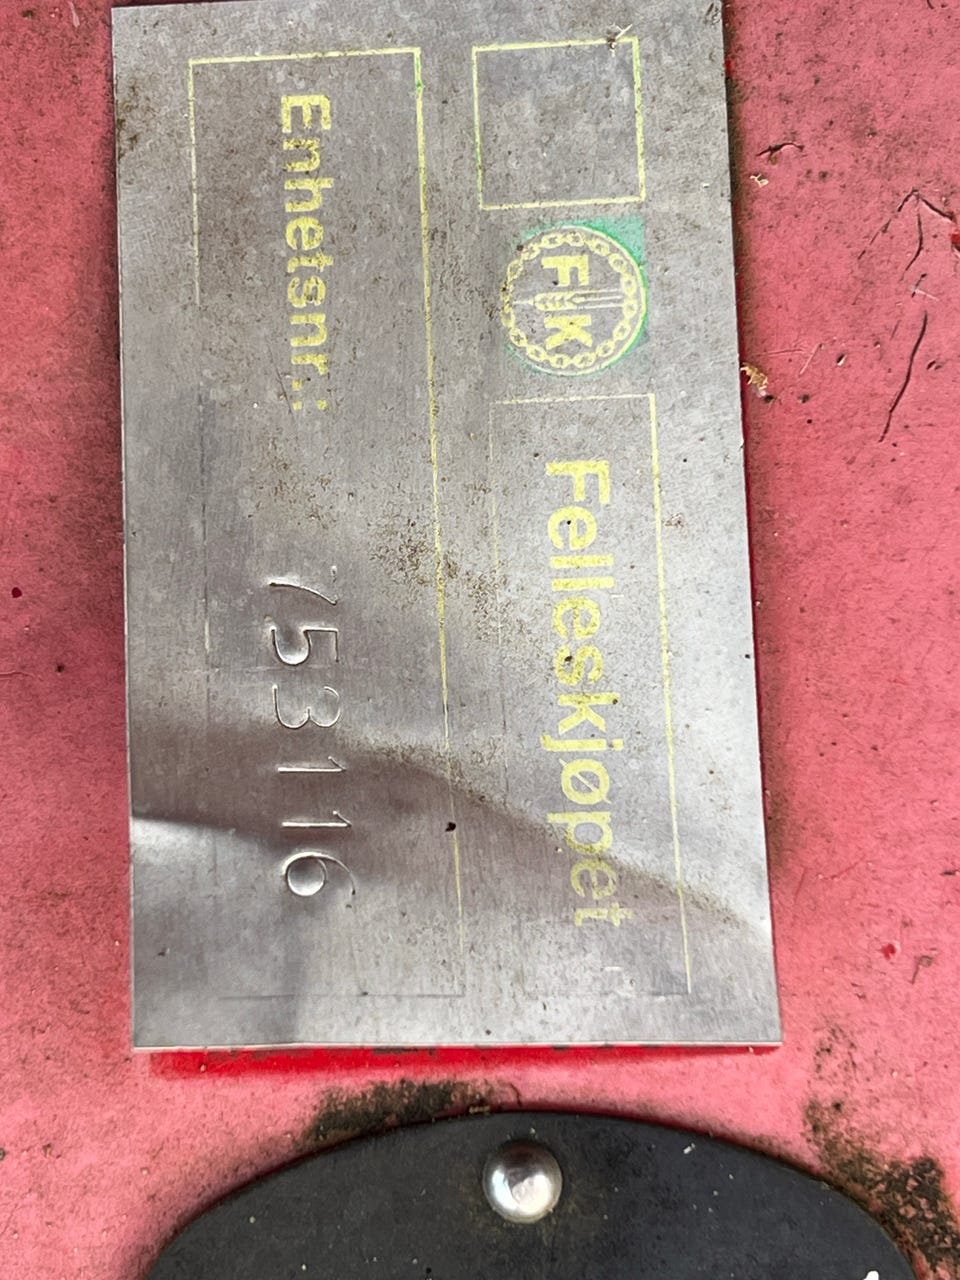 FK
Felleskjøpet
Enhetsnr.:
753116